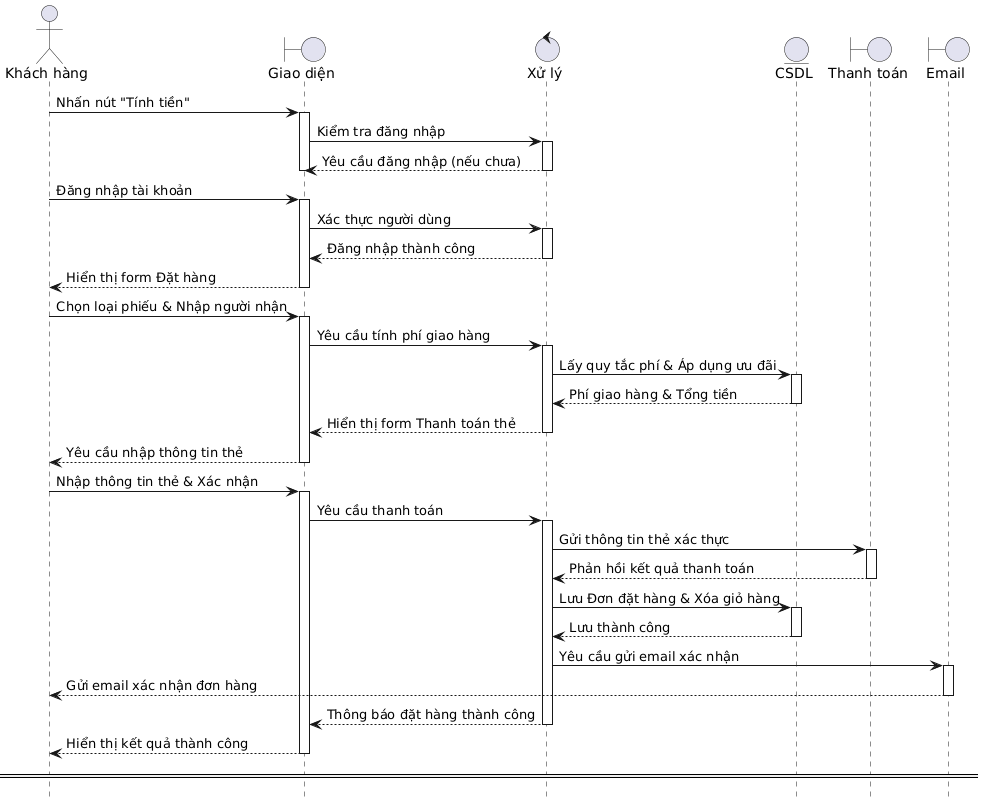 Khách hàng
Giao diện
Xử lý
CSDL
Thanh toán
Email
Nhấn nút "Tính tiền"
Kiểm tra đăng nhập
Yêu cầu đăng nhập (nếu chưa)
Đăng nhập tài khoản
Xác thực người dùng
Đăng nhập thành công
Hiển thị form Đặt hàng
Chọn loại phiếu & Nhập người nhận
Yêu cầu tính phí giao hàng
Lấy quy tắc phí & Áp dụng ưu đãi
Phí giao hàng & Tổng tiền
Hiển thị form Thanh toán thẻ
Yêu cầu nhập thông tin thẻ
Nhập thông tin thẻ & Xác nhận
Yêu cầu thanh toán
Gửi thông tin thẻ xác thực
Phản hồi kết quả thanh toán
Lưu Đơn đặt hàng & Xóa giỏ hàng
Lưu thành công
Yêu cầu gửi email xác nhận
Gửi email xác nhận đơn hàng
Thông báo đặt hàng thành công
Hiển thị kết quả thành công